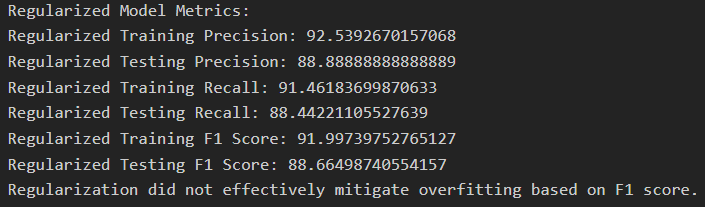 Regularized Model Metrics:
Regularized Training Precision: 92.5392670157068
Regularized Testing Precision: 88.88888888888889
Regularized Training Recall: 91.46183699870633
Regularized Testing Recall: 88.44221105527639
Regularized Training F1 Score: 91.99739752765127
Regularized Testing F1 Score: 88.66498740554157
Regularization did not effectively mitigate overfitting based on F1 score.